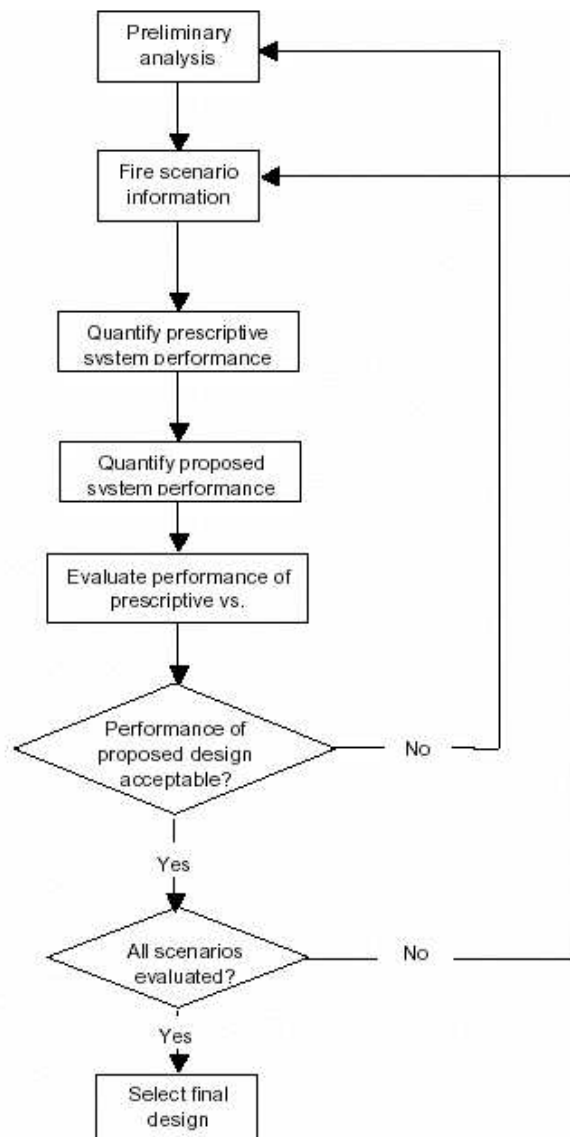 Preliminary
analysis
Fire scenario
information
Quantify prescriptive
system performance
Quantify proposed
system performance
Evaluate performance of
prescriptive vs.
Performance of
proposed design
acceptable?
No
Yes
All scenarios
evaluated?
No
Yes
Select final
design